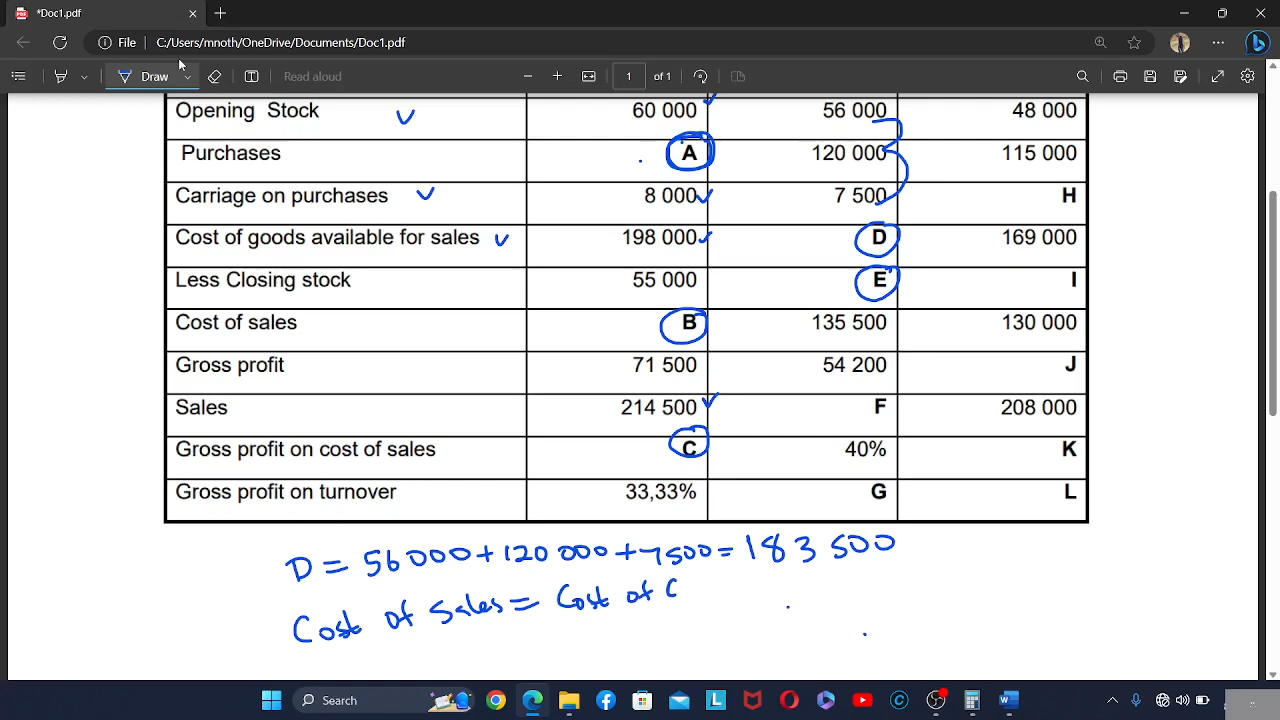 *Doc1.pdf
File C:/Users/mnoth/OneDrive/Documents/Doc1.pdf
Draw Read aloud 1 of 1
Opening Stock 60 000 56 000 48 000
Purchases A 120 000 115 000
Carriage on purchases 8 000 7 500 H
Cost of goods available for sales 198 000 D 169 000
Less Closing stock 55 000 E I
Cost of sales B 135 500 130 000
Gross profit 71 500 54 200 J
Sales 214 500 F 208 000
Gross profit on cost of sales C 40% K
Gross profit on turnover 33,33% G L
D = 56000 + 120 000 + 7500 = 183 500
Cost of Sales = Cost of G
Search